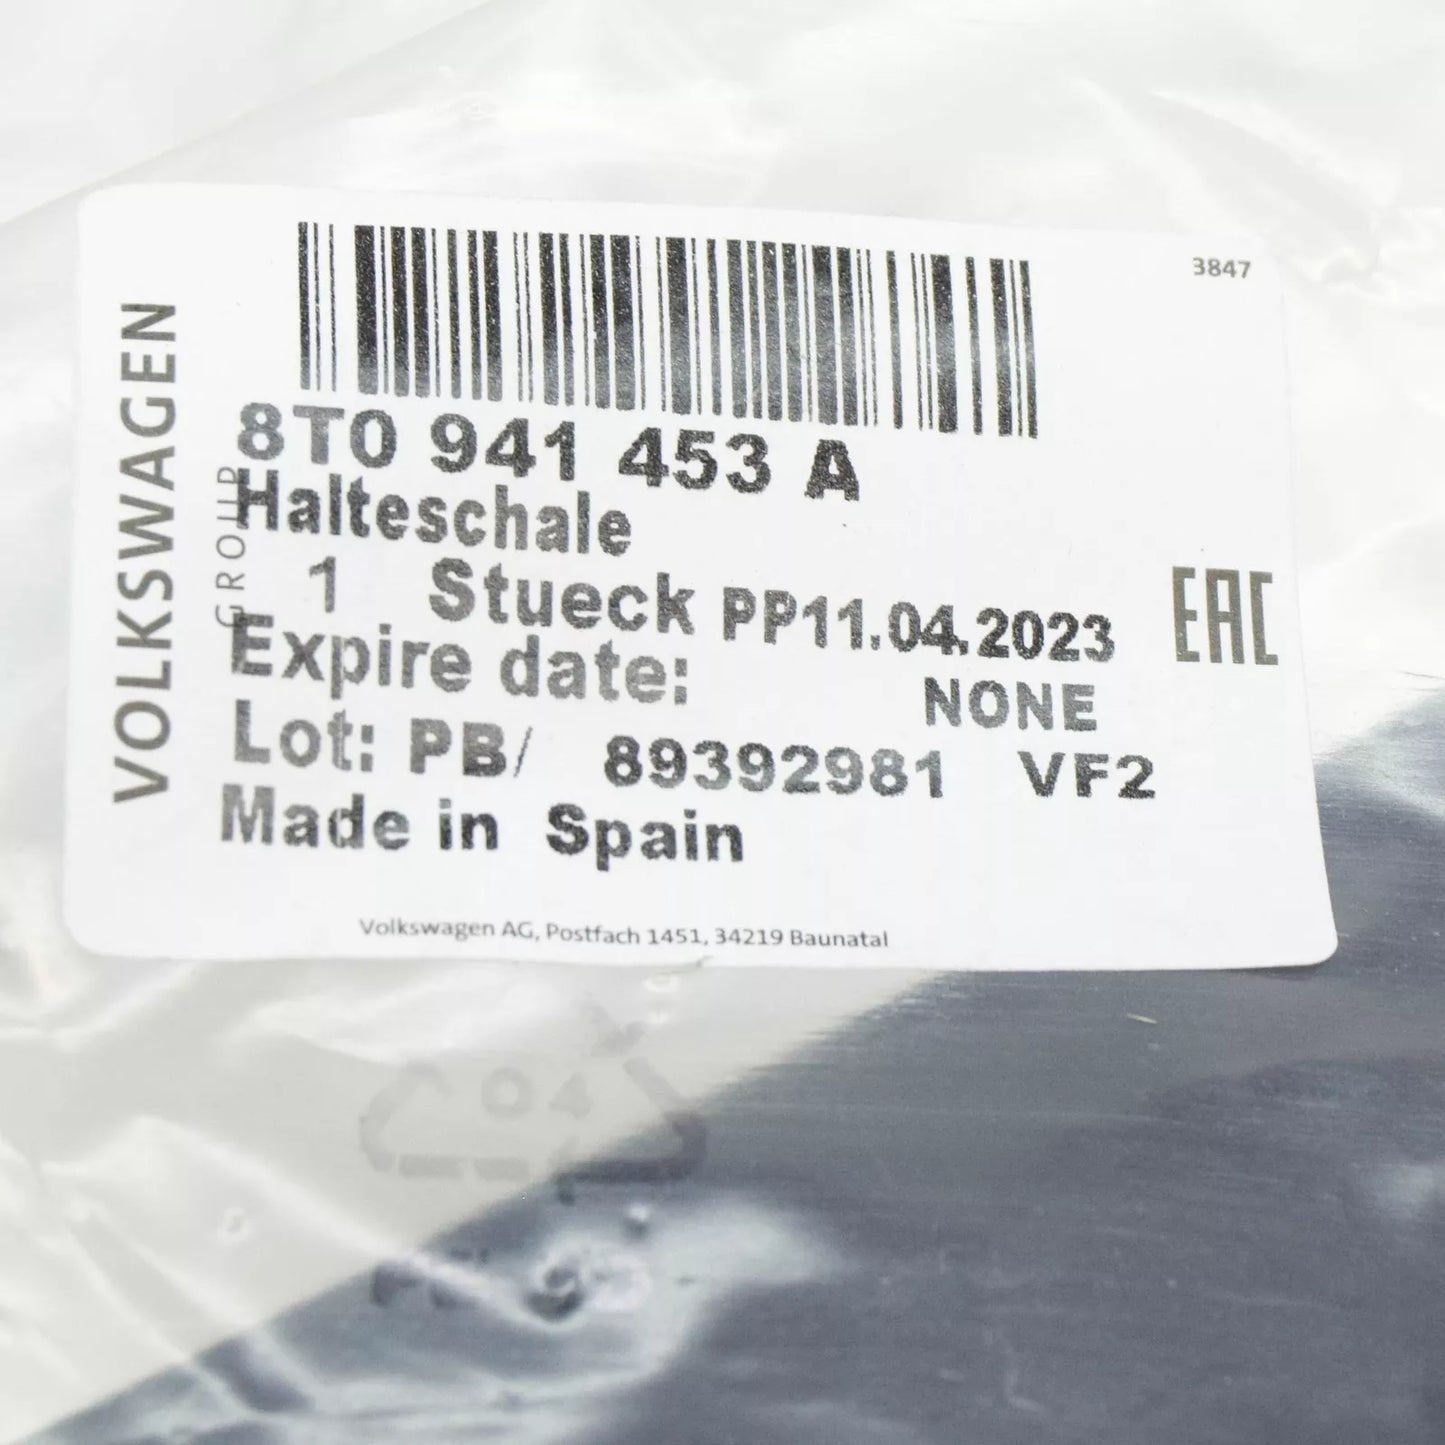 3847
VOLKSWAGEN
GROUP
8T0 941 453 A
Halteschale
1 Stueck PP11.04.2023
EAC
Expire date: NONE
Lot: PB/ 89392981 VF2
Made in Spain
Volkswagen AG, Postfach 1451, 34219 Baunatal
04